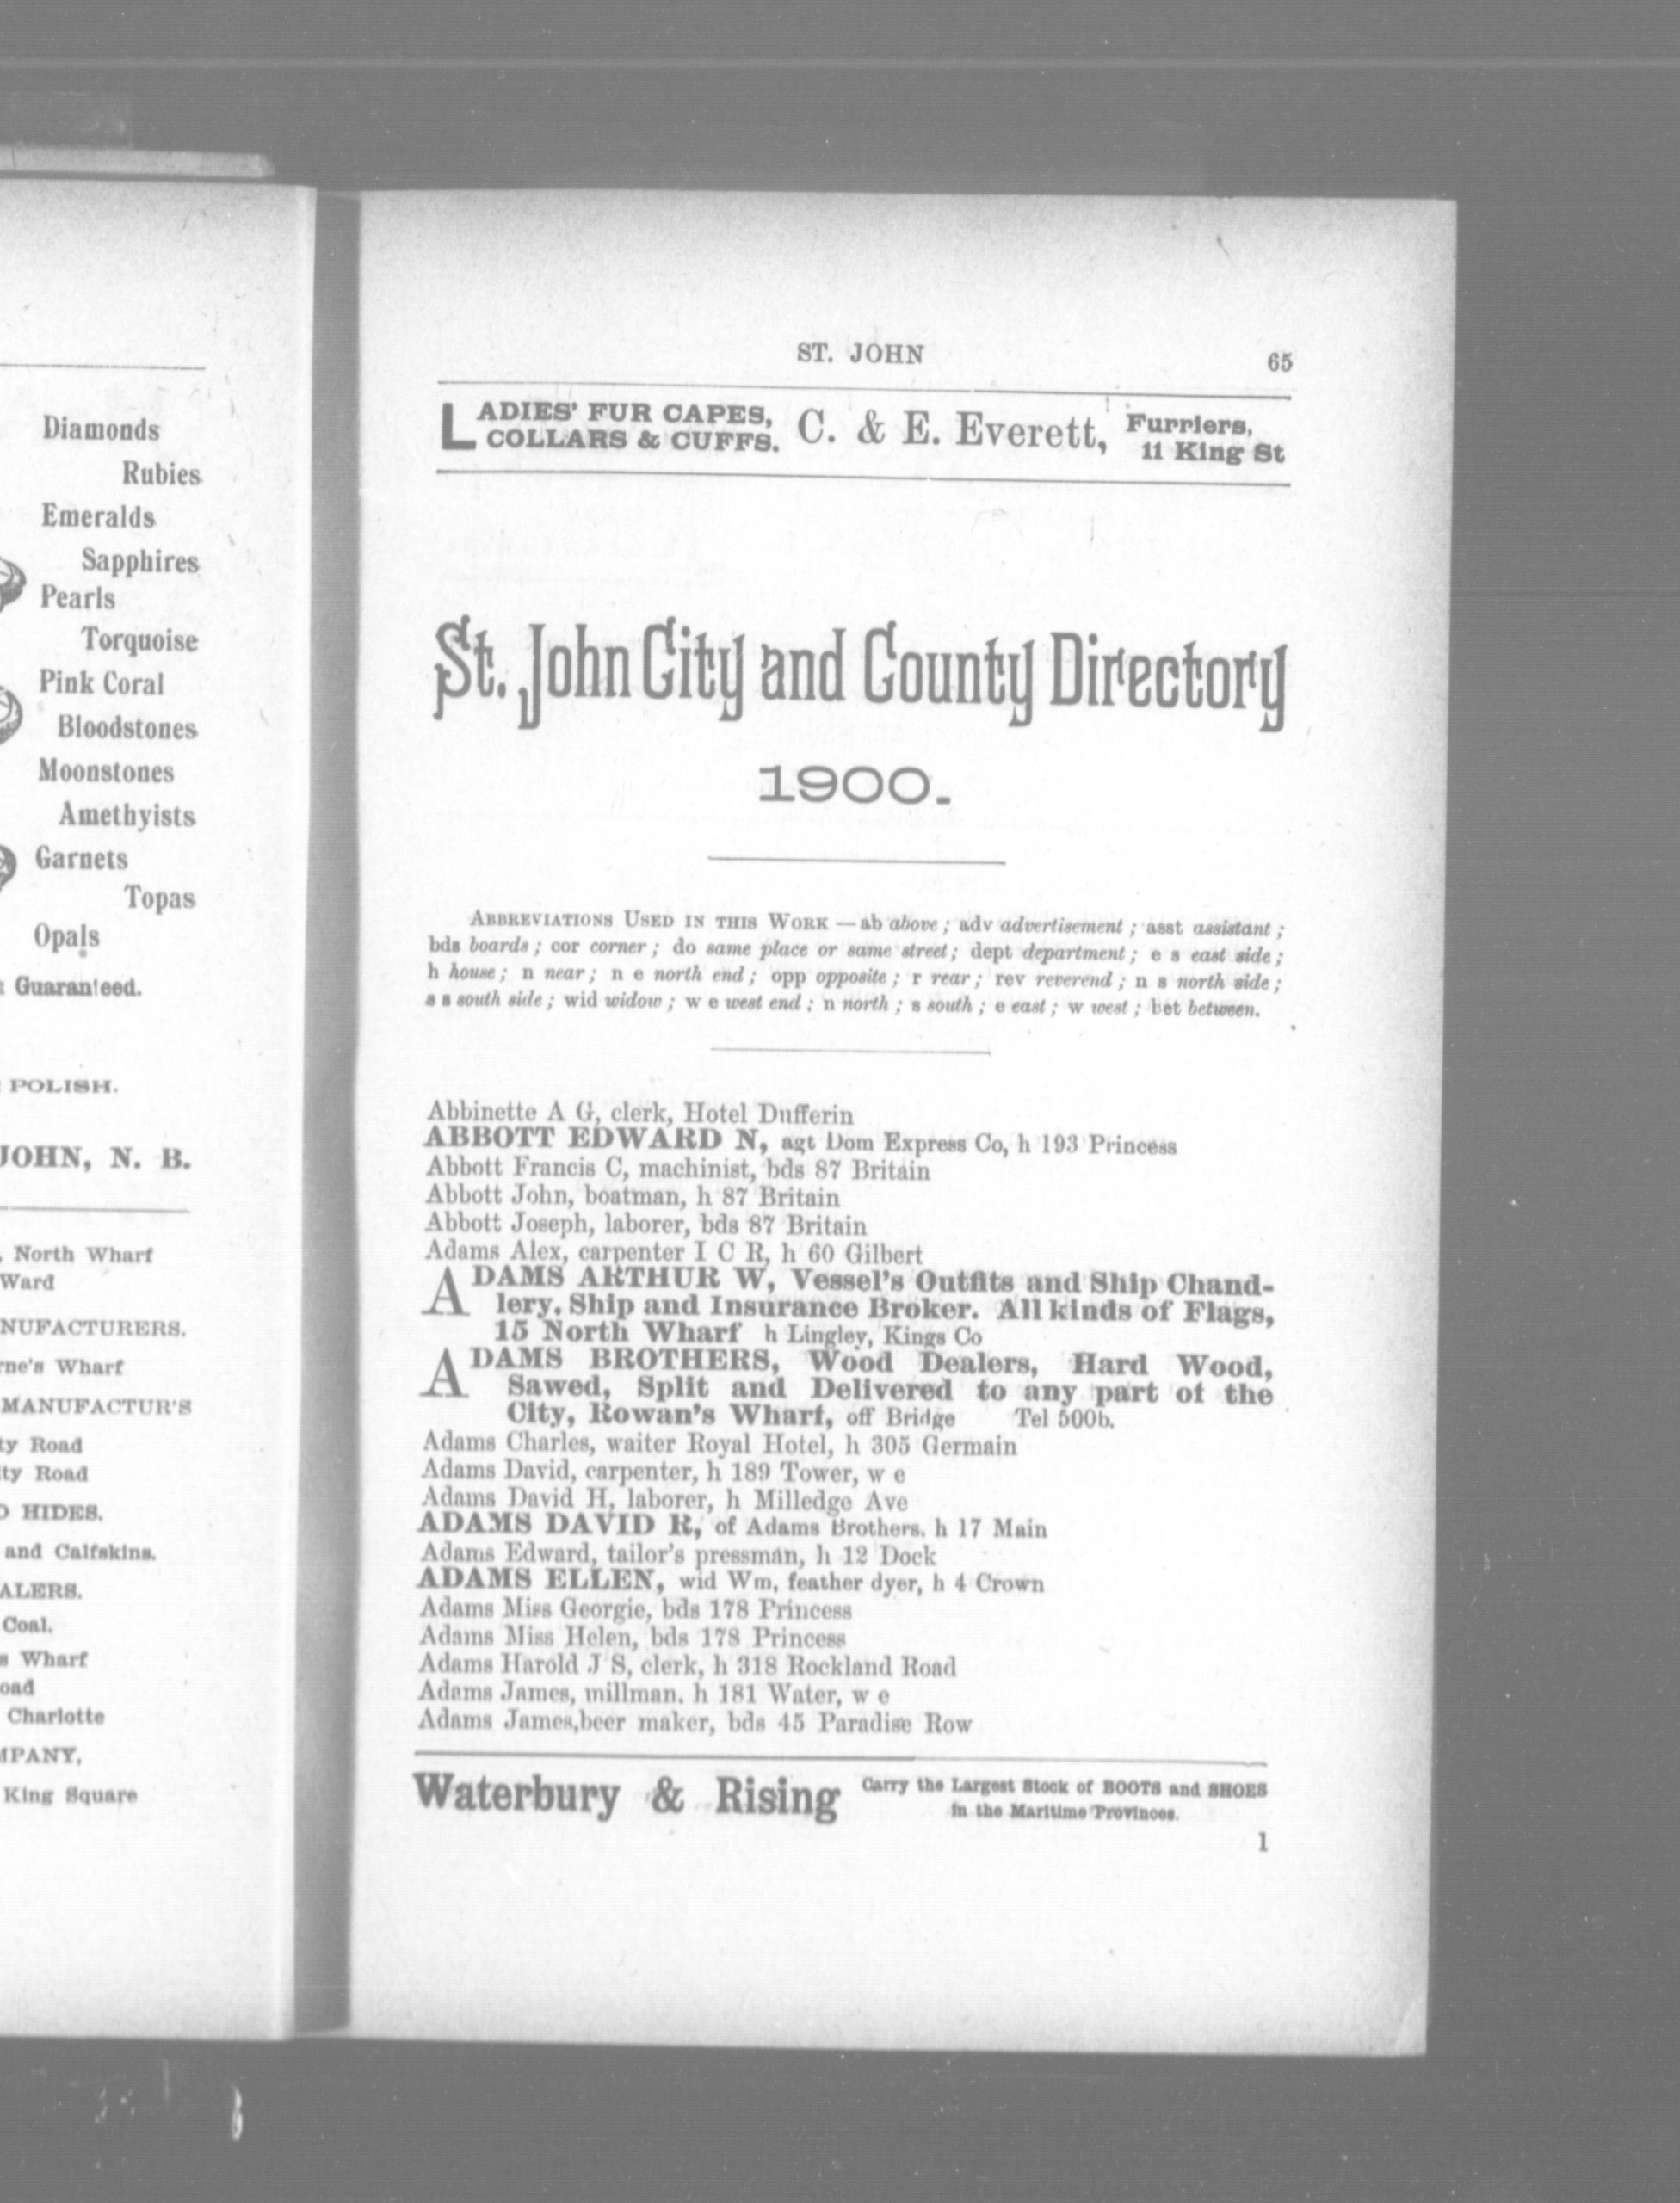 Diamonds
Rubies
Emeralds
Sapphires
Pearls
Torquoise
Pink Coral
Bloodstones
Moonstones
Amethyists
Garnets
Topas
Opals
Guaranteed.
POLISH.
JOHN, N. B.
North Wharf
Ward
Wharf
MANUFACTUR'S
Road
Road
HIDES.
and Calfskins.
Coal.
Wharf
Charlotte
King Square
ST. JOHN 65
LADIES' FUR CAPES,
COLLARS & CUFFS. C. & E. Everett, Furriers,
11 King St
St. John City and County Directory
1900.
ABBREVIATIONS USED IN THIS WORK — ab above ; adv advertisement ; asst assistant ;
bds boards ; cor corner ; do same place or same street ; dept department ; e s east side ;
h house ; n near ; n e north end ; opp opposite ; r rear ; rev reverend ; n s north side ;
s s south side ; wid widow ; w e west end ; n north ; s south ; e east ; w west ; bet between.
Abbinette A G, clerk, Hotel Dufferin
ABBOTT EDWARD N, agt Dom Express Co, h 193 Princess
Abbott Francis C, machinist, bds 87 Britain
Abbott John, boatman, h 87 Britain
Abbott Joseph, laborer, bds 87 Britain
Adams Alex, carpenter I C R, h 60 Gilbert
ADAMS ARTHUR W, Vessel's Outfits and Ship Chand-
lery, Ship and Insurance Broker. All kinds of Flags,
15 North Wharf h Lingley, Kings Co
ADAMS BROTHERS, Wood Dealers, Hard Wood,
Sawed, Split and Delivered to any part of the
City, Rowan's Wharf, off Bridge Tel 500b.
Adams Charles, waiter Royal Hotel, h 305 Germain
Adams David, carpenter, h 189 Tower, w e
Adams David H, laborer, h Milledge Ave
ADAMS DAVID R, of Adams Brothers, h 17 Main
Adams Edward, tailor's pressman, h 12 Dock
ADAMS ELLEN, wid Wm, feather dyer, h 4 Crown
Adams Miss Georgie, bds 178 Princess
Adams Miss Helen, bds 178 Princess
Adams Harold J S, clerk, h 318 Rockland Road
Adams James, millman, h 181 Water, w e
Adams James,beer maker, bds 45 Paradise Row
Waterbury & Rising Carry the Largest Stock of BOOTS and SHOES
in the Maritime Provinces.
1